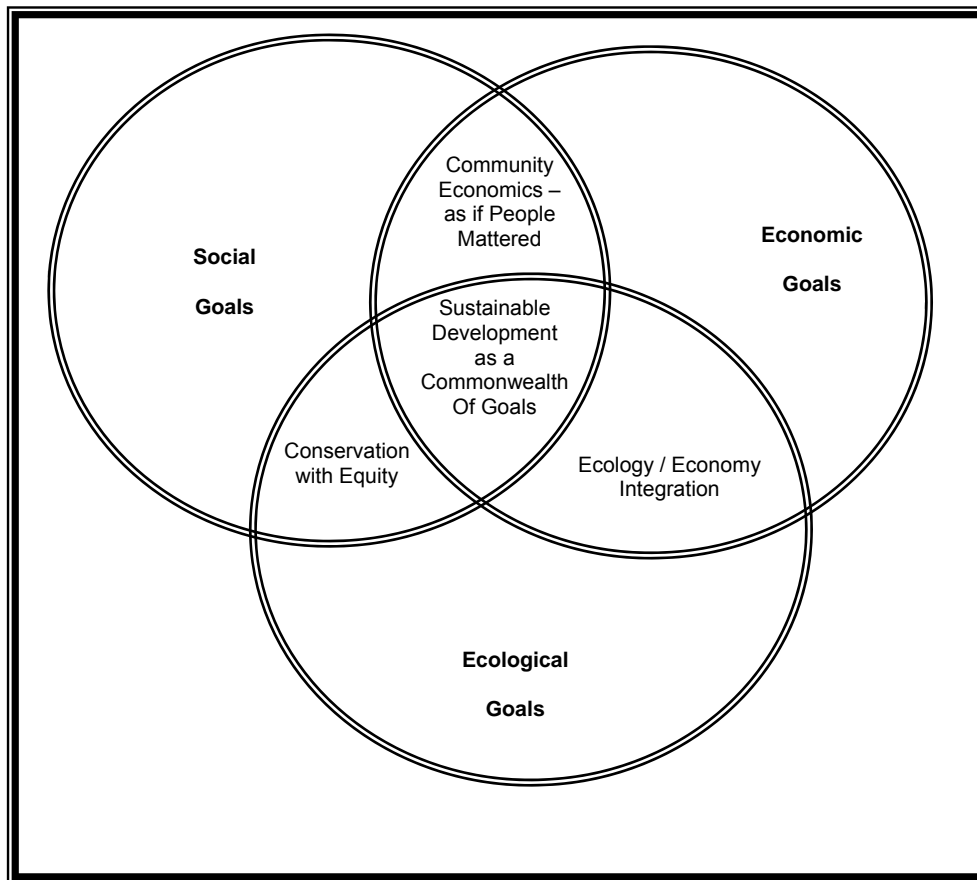 Community
Economics –
as if People
Mattered
Social
Goals
Economic
Goals
Sustainable
Development
as a
Commonwealth
Of Goals
Conservation
with Equity
Ecology / Economy
Integration
Ecological
Goals